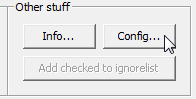 Other stuff
Info... Config...
Add checked to ignorelist